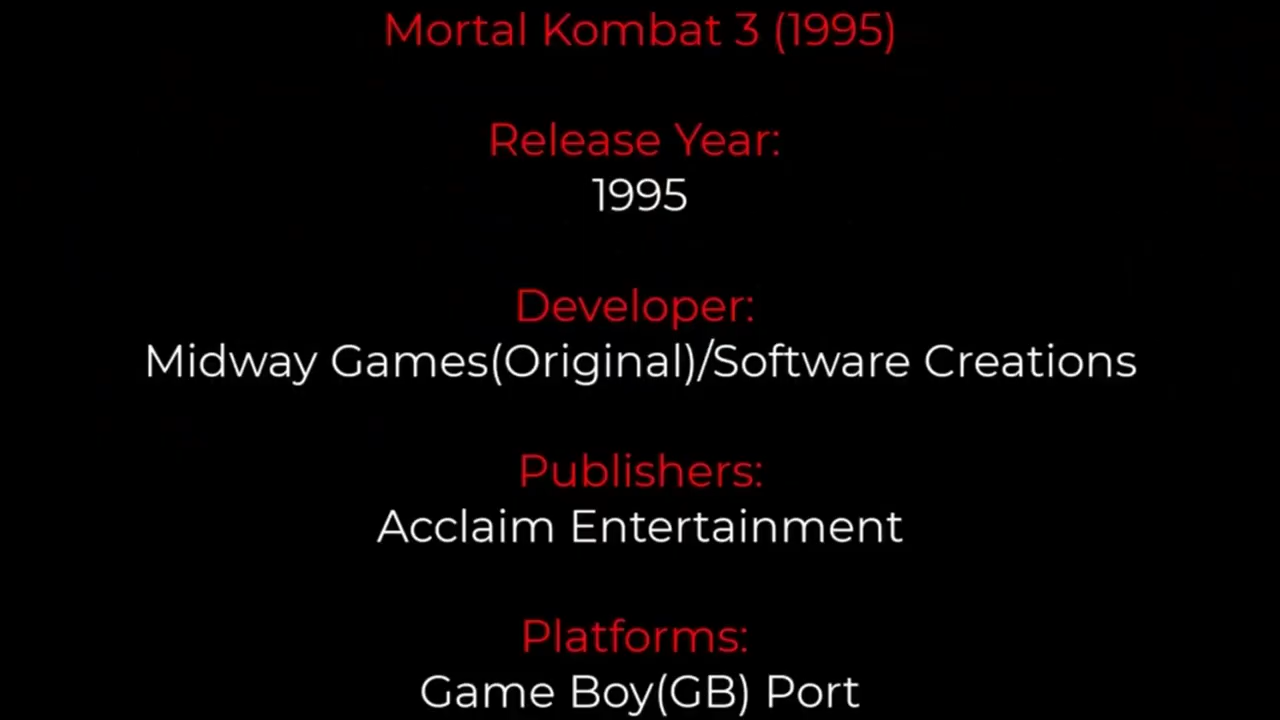 Mortal Kombat 3 (1995)
Release Year:
1995
Developer:
Midway Games(Original)/Software Creations
Publishers:
Acclaim Entertainment
Platforms:
Game Boy(GB) Port